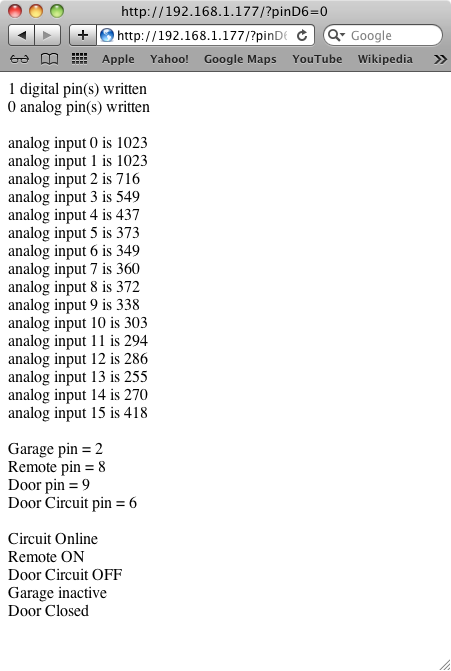 http://192.168.1.177/?pinD6=0
http://192.168.1.177/?pinD6
Google
Apple Yahoo! Google Maps YouTube Wikipedia
1 digital pin(s) written
0 analog pin(s) written
analog input 0 is 1023
analog input 1 is 1023
analog input 2 is 716
analog input 3 is 549
analog input 4 is 437
analog input 5 is 373
analog input 6 is 349
analog input 7 is 360
analog input 8 is 372
analog input 9 is 338
analog input 10 is 303
analog input 11 is 294
analog input 12 is 286
analog input 13 is 255
analog input 14 is 270
analog input 15 is 418
Garage pin = 2
Remote pin = 8
Door pin = 9
Door Circuit pin = 6
Circuit Online
Remote ON
Door Circuit OFF
Garage inactive
Door Closed